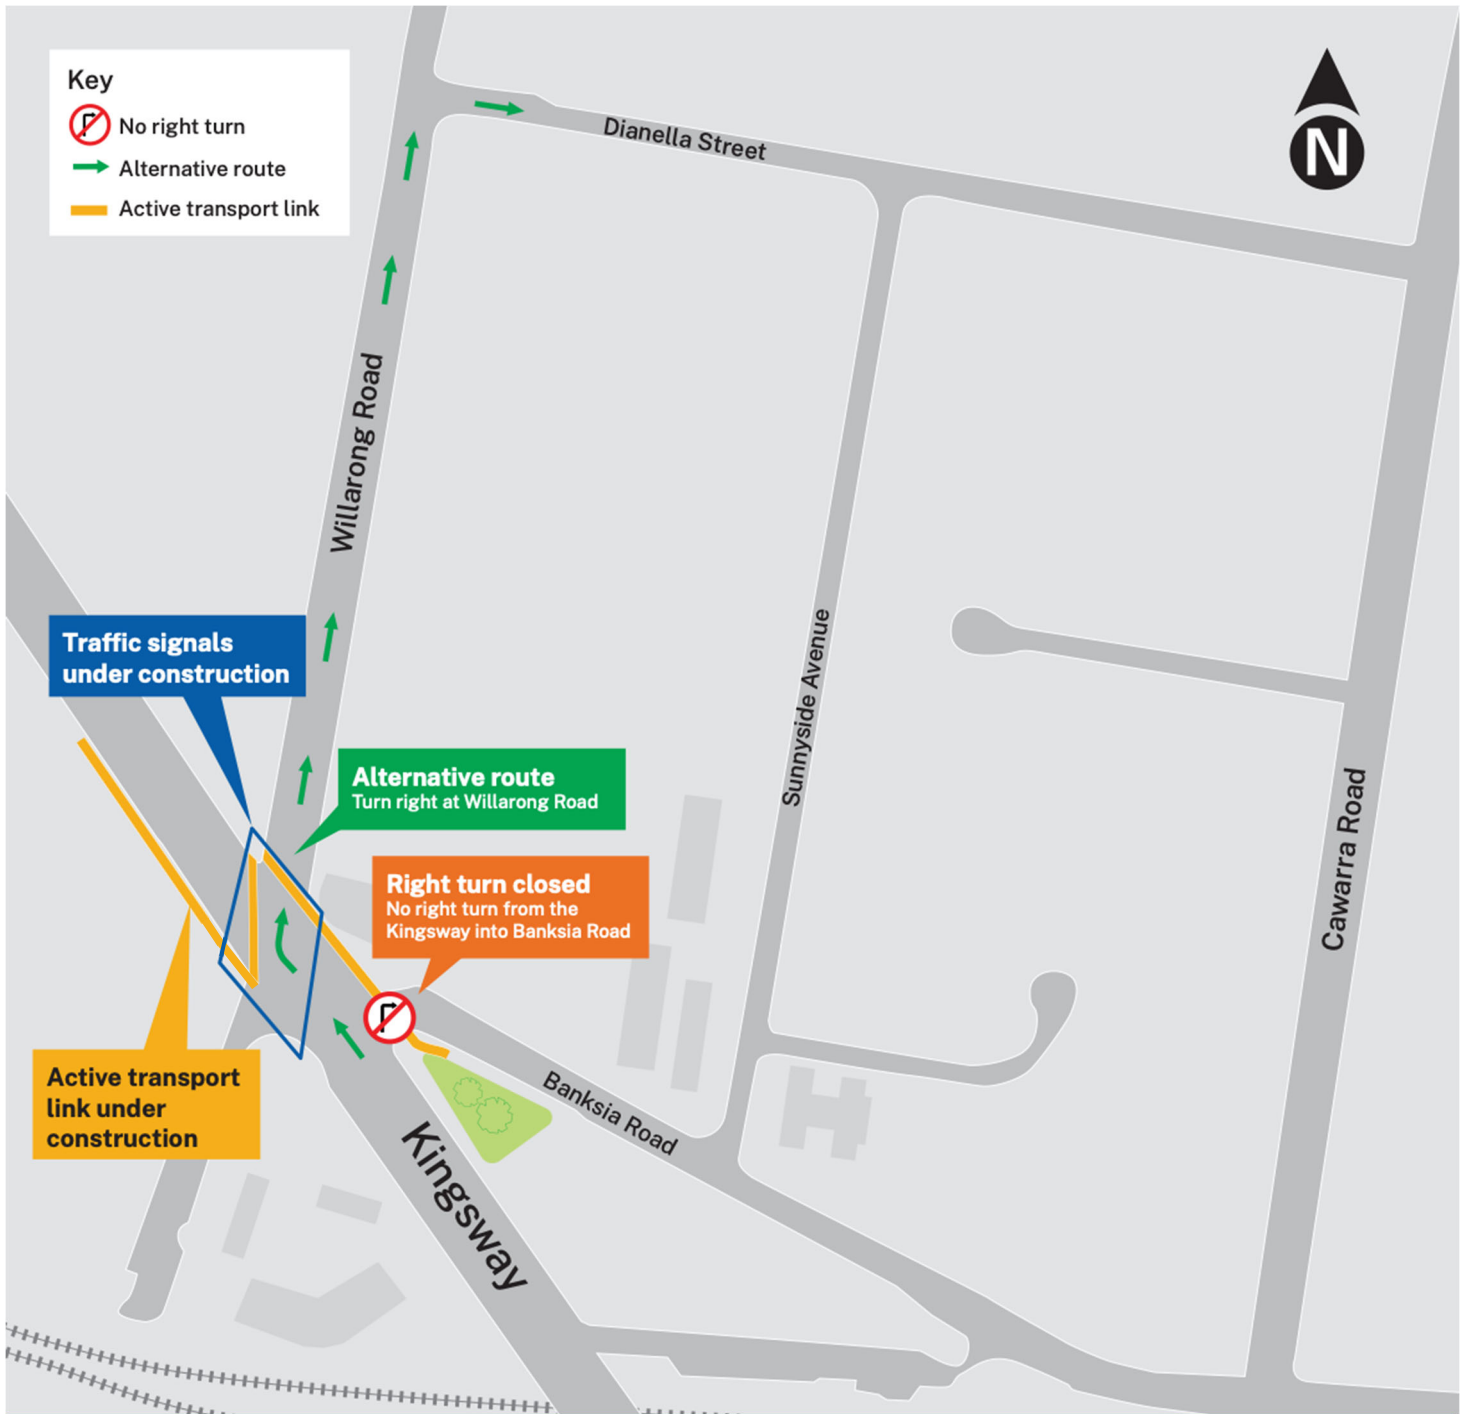 Key
No right turn
Alternative route
Active transport link
N
Dianella Street
Willarong Road
Traffic signals
under construction
Sunnyside Avenue
Alternative route
Turn right at Willarong Road
Cawarra Road
Right turn closed
No right turn from the
Kingsway into Banksia Road
Active transport
link under
construction
Banksia Road
Kingsway